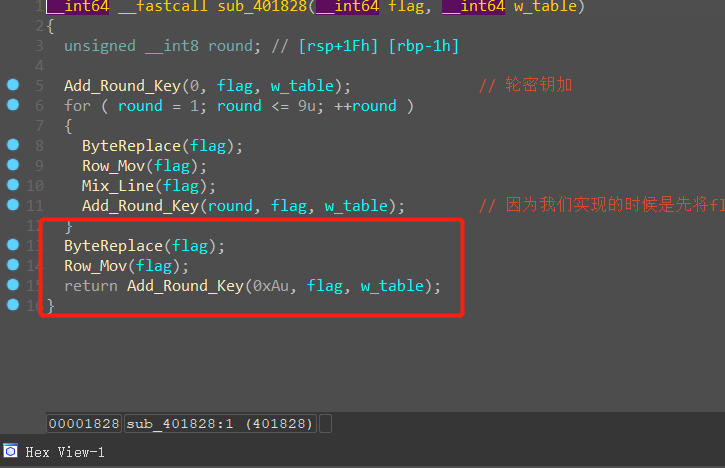 1 __int64 __fastcall sub_401828(__int64 flag, __int64 w_table)
2 {
3 unsigned __int8 round; // [rsp+1Fh] [rbp-1h]
4
5 Add_Round_Key(0, flag, w_table); // 轮密钥加
6 for ( round = 1; round <= 9u; ++round )
7 {
8 ByteReplace(flag);
9 Row_Mov(flag);
10 Mix_Line(flag);
11 Add_Round_Key(round, flag, w_table); // 因为我们实现的时候是先将fl
12 }
13 ByteReplace(flag);
14 Row_Mov(flag);
15 return Add_Round_Key(0xAu, flag, w_table);
16 }
00001828 sub_401828:1 (401828)
Hex View-1